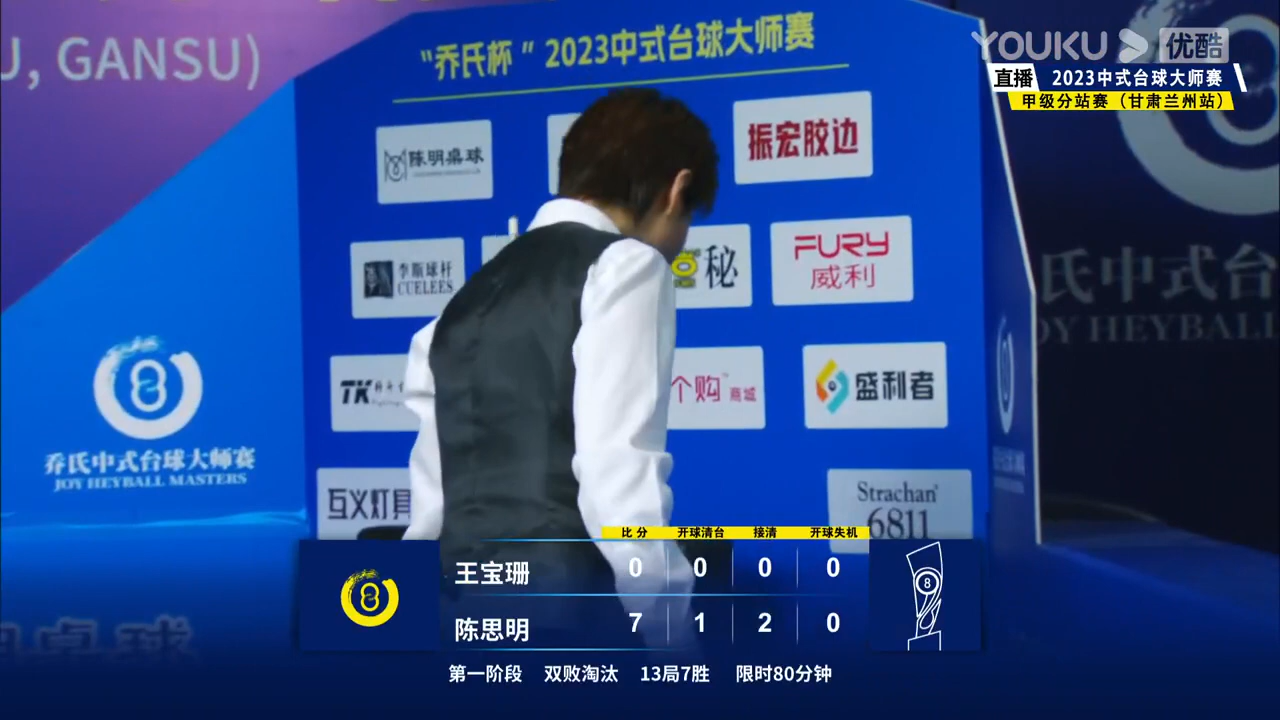 U, GANSU)
“乔氏杯”2023中式台球大师赛
YOUKU 优酷
直播 2023中式台球大师赛
甲级分站赛（甘肃兰州站）
陈明桌球
振宏胶边
李斯球杆
CUELEES
秘
FURY
威利
TK
个购 商城
盛利者
互义灯具
Strachan
6811
8
乔氏中式台球大师赛
JOY HEYBALL MASTERS
氏中式台
JOY HEYBALL
桌球
比分 开球清台 接清 开球失机
王宝珊 0 0 0 0
陈思明 7 1 2 0
8
8
第一阶段 双败淘汰 13局7胜 限时80分钟